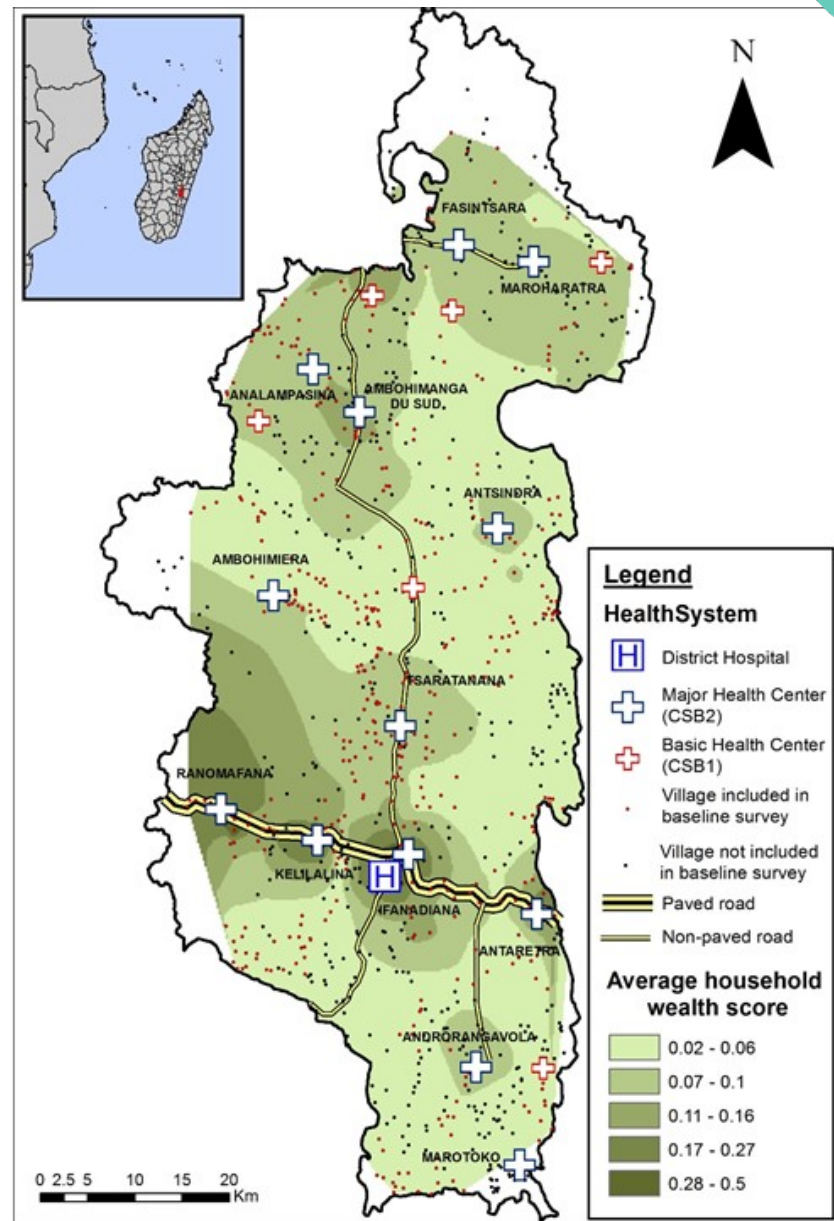 N
FASINTSARA
MAROHARATRA
ANALAMPASINA
AMBOHIMANGA
DU SUD
ANTSINDRA
AMBOHIMIERA
TSARATANANA
RANOMAFANA
KELILALINA
H
IFANADIANA
ANTARETRA
ANDRORANGAVOLA
MAROTOKO
0 2.5 5 10 15 20
Km
Legend
HealthSystem
H District Hospital
Major Health Center
(CSB2)
Basic Health Center
(CSB1)
Village included in
baseline survey
Village not included
in baseline survey
Paved road
Non-paved road
Average household
wealth score
0.02 - 0.06
0.07 - 0.1
0.11 - 0.16
0.17 - 0.27
0.28 - 0.5